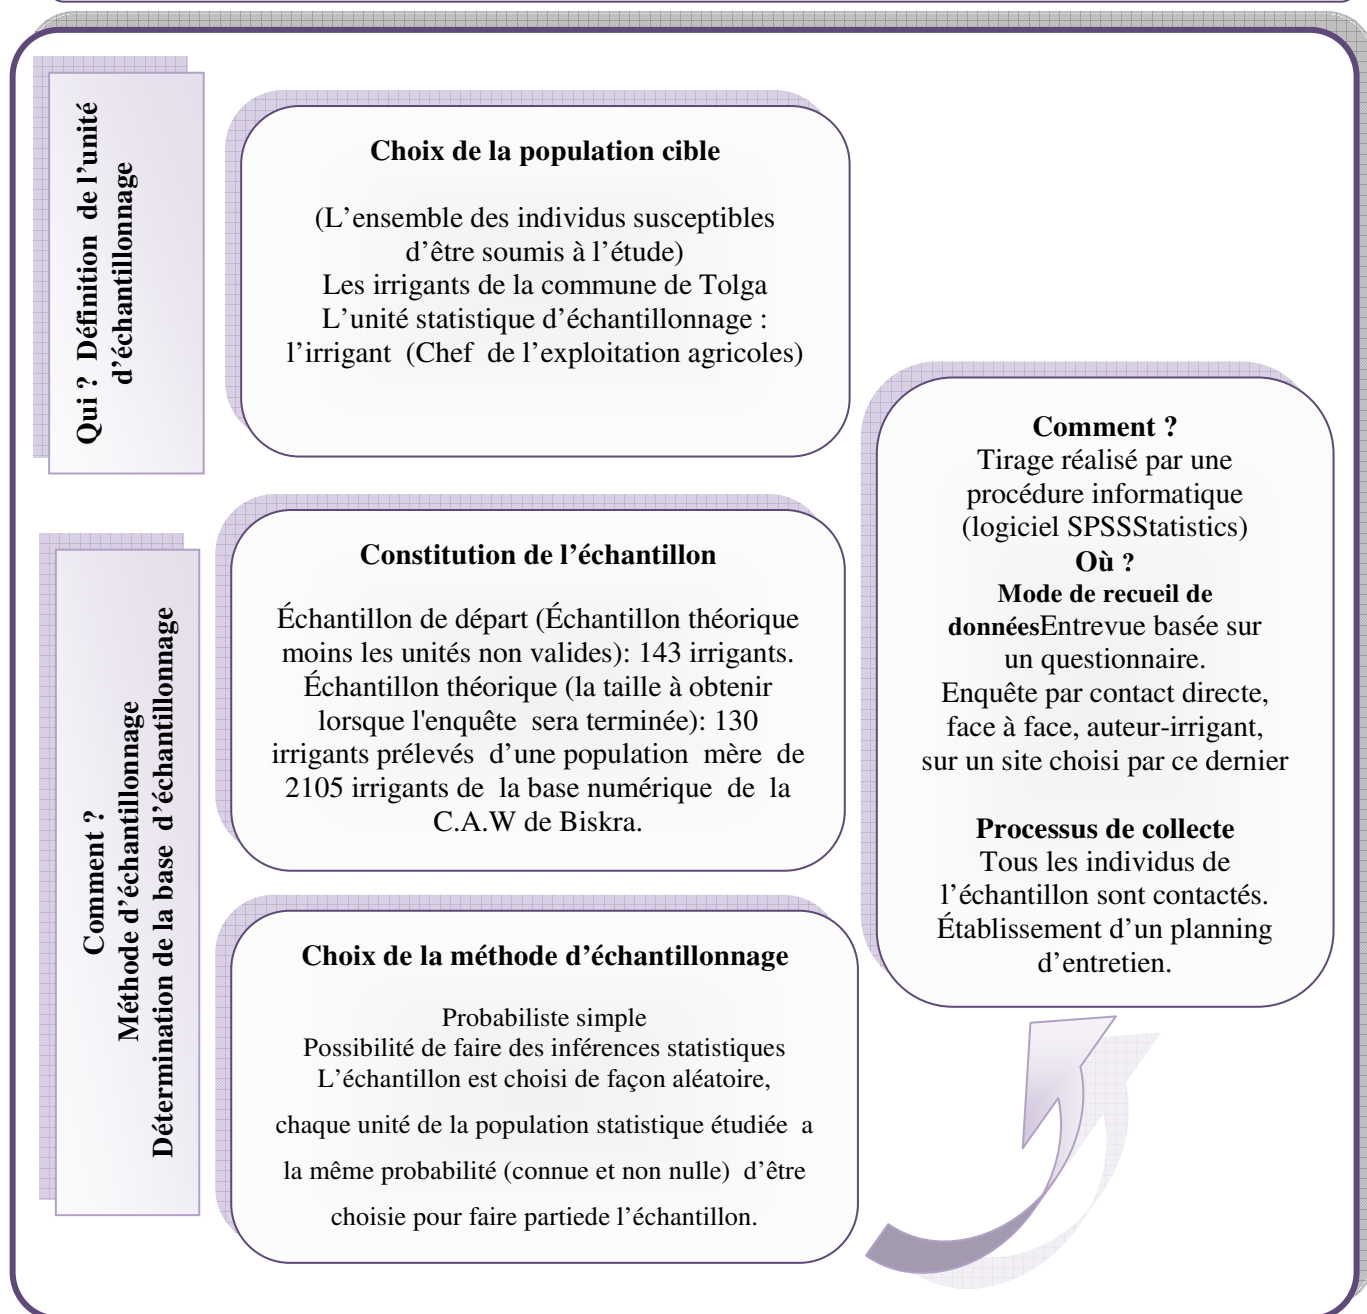 Qui ? Définition de l’unité
d’échantillonnage
Choix de la population cible
(L’ensemble des individus susceptibles
d’être soumis à l’étude)
Les irrigants de la commune de Tolga
L’unité statistique d’échantillonnage :
l’irrigant (Chef de l’exploitation agricoles)
Comment ?
Méthode d’échantillonnage
Détermination de la base d’échantillonnage
Constitution de l’échantillon
Échantillon de départ (Échantillon théorique
moins les unités non valides): 143 irrigants.
Échantillon théorique (la taille à obtenir
lorsque l'enquête sera terminée): 130
irrigants prélevés d’une population mère de
2105 irrigants de la base numérique de la
C.A.W de Biskra.
Choix de la méthode d’échantillonnage
Probabiliste simple
Possibilité de faire des inférences statistiques
L’échantillon est choisi de façon aléatoire,
chaque unité de la population statistique étudiée a
la même probabilité (connue et non nulle) d’être
choisie pour faire partiede l’échantillon.
Comment ?
Tirage réalisé par une
procédure informatique
(logiciel SPSSStatistics)
Où ?
Mode de recueil de
donnéesEntrevue basée sur
un questionnaire.
Enquête par contact directe,
face à face, auteur-irrigant,
sur un site choisi par ce dernier
Processus de collecte
Tous les individus de
l’échantillon sont contactés.
Établissement d’un planning
d’entretien.